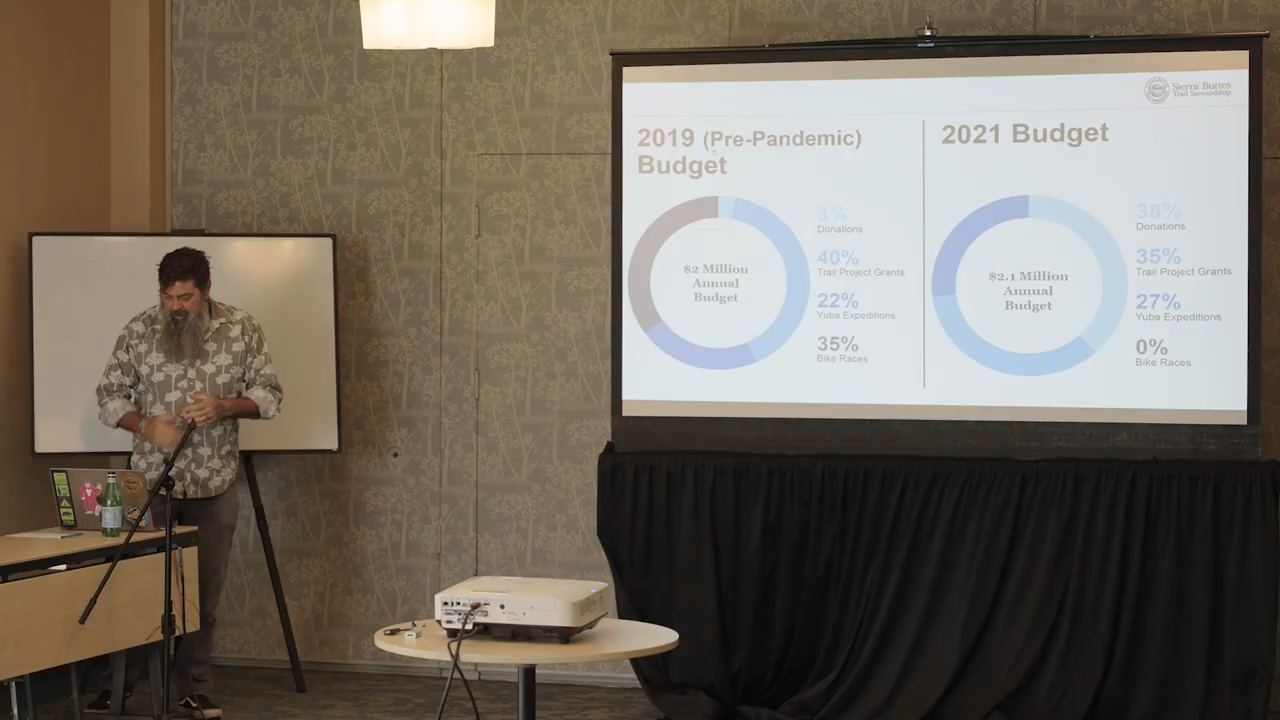 Sierra Buttes
Trail Stewardship
2019 (Pre-Pandemic)
Budget
$2 Million
Annual
Budget
3%
Donations
40%
Trail Project Grants
22%
Yuba Expeditions
35%
Bike Races
2021 Budget
$2.1 Million
Annual
Budget
38%
Donations
35%
Trail Project Grants
27%
Yuba Expeditions
0%
Bike Races